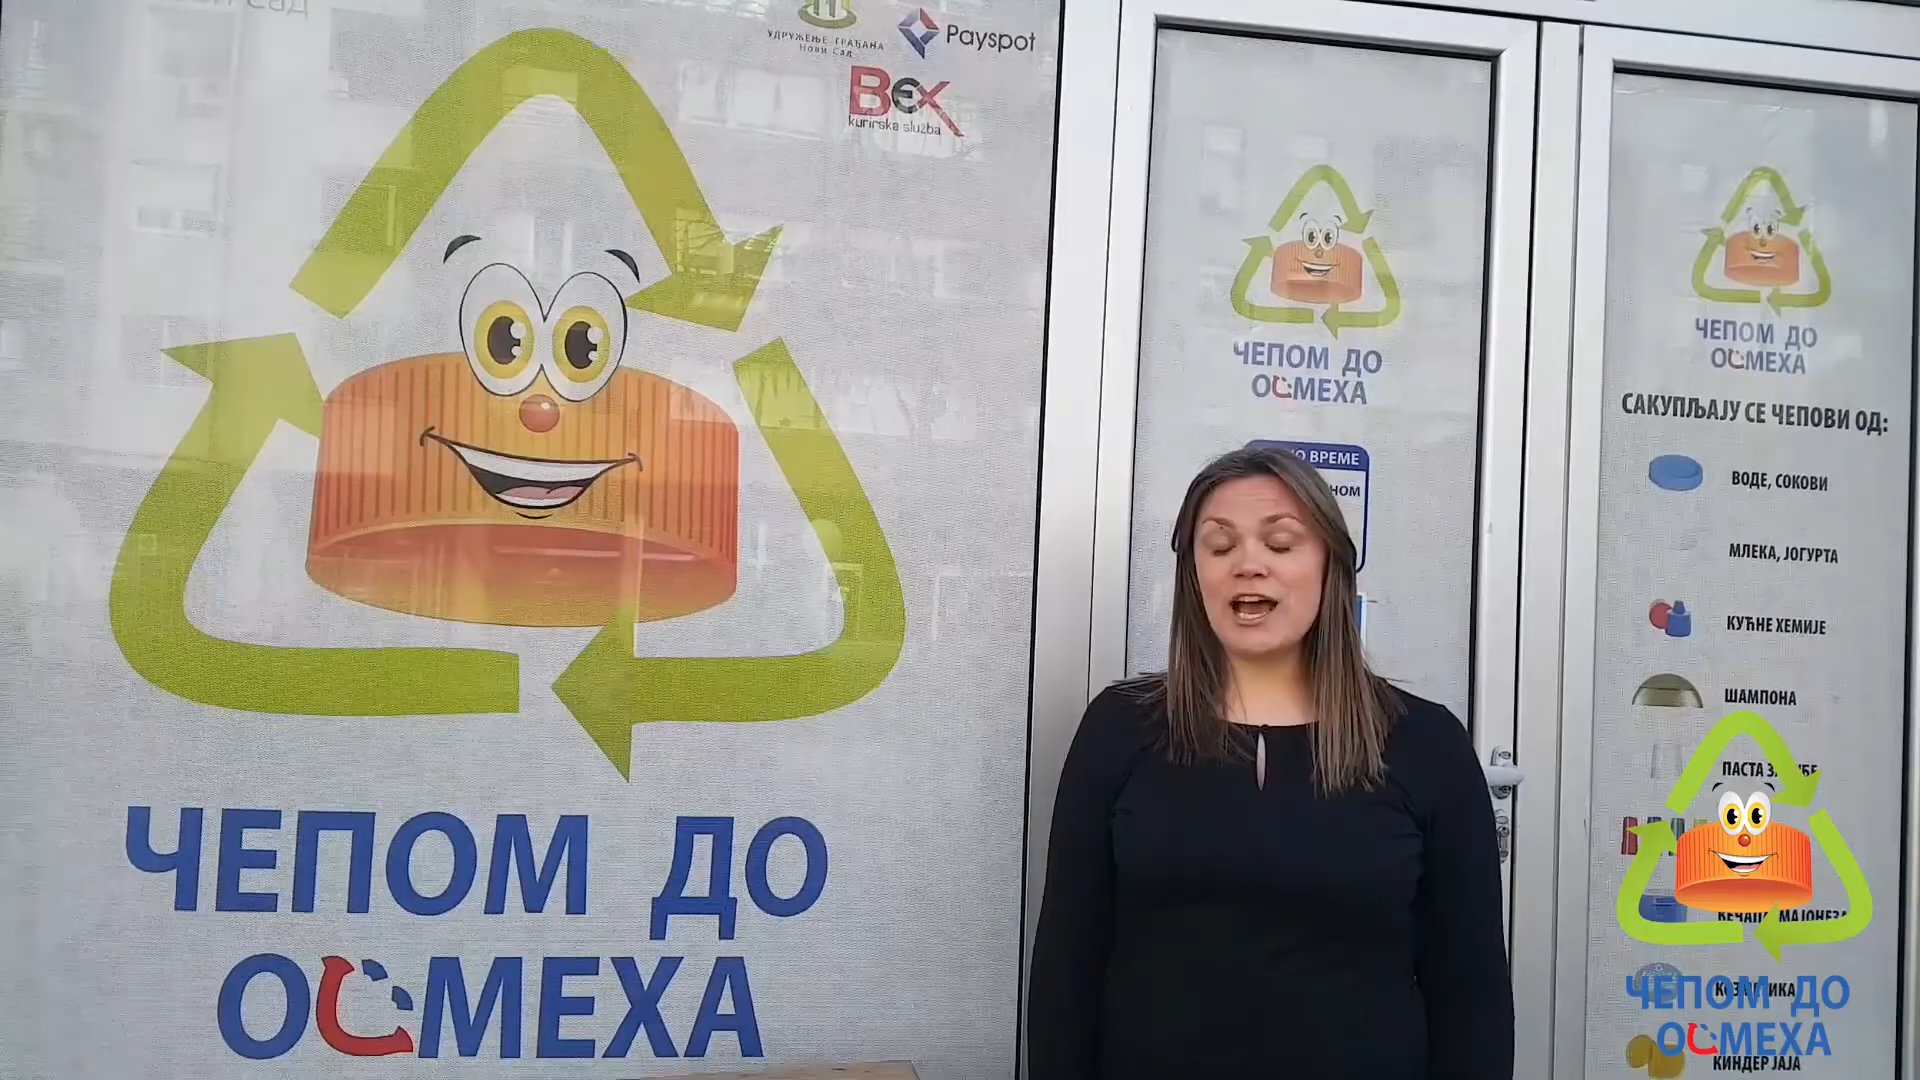 УДРУЖЕЊЕ ГРАЂАНА
Нови Сад
Payspot
BEX
kurirska služba
ЧЕПОМ ДО
ОСМЕХА
ЧЕПОМ ДО
ОСМЕХА
ВРЕМЕ
ЧЕПОМ ДО
ОСМЕХА
САКУПЉАЈУ СЕ ЧЕПОВИ ОД:
ВОДЕ, СОКОВИ
МЛЕКА, ЈОГУРТА
КУЋНЕ ХЕМИЈЕ
ШАМПОНА
ПАСТА
КИНДЕР ЈАЈА
ЧЕПОМ ДО
ОСМЕХА